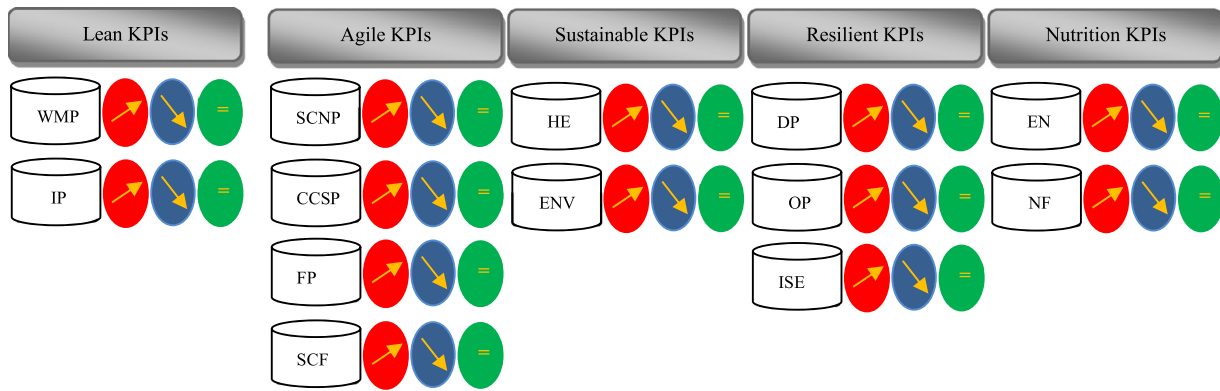 Lean KPIs
Agile KPIs
Sustainable KPIs
Resilient KPIs
Nutrition KPIs
WMP =
SCNP =
HE =
DP =
EN =
IP =
CCSP =
ENV =
OP =
NF =
FP =
ISE =
SCF =